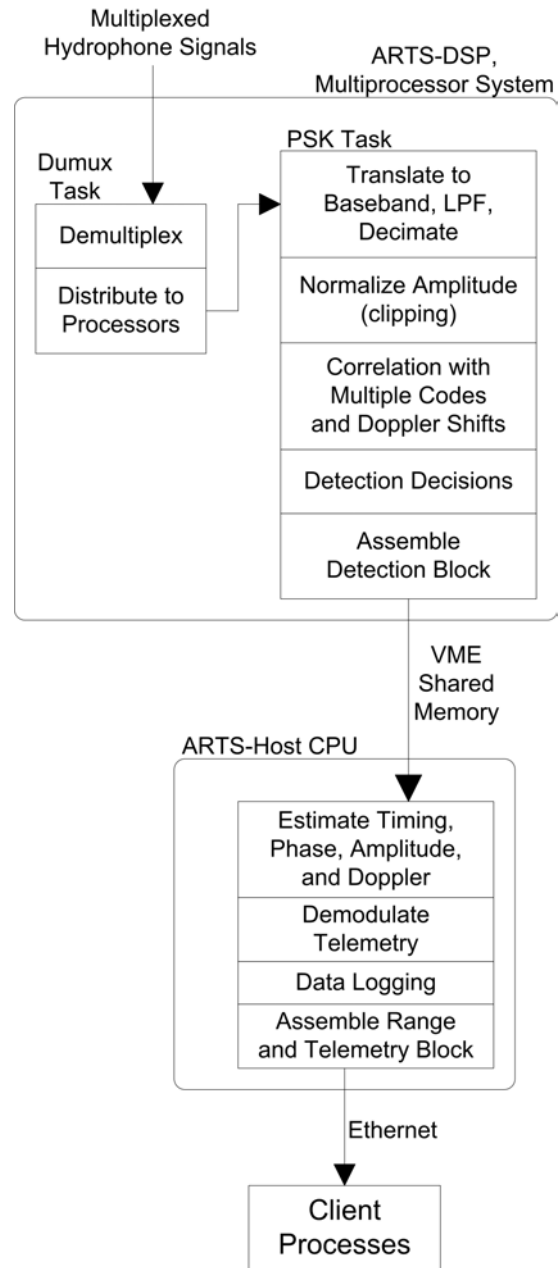 Multiplexed
Hydrophone Signals
ARTS-DSP,
Multiprocessor System
Dumux
Task
Demultiplex
Distribute to
Processors
PSK Task
Translate to
Baseband, LPF,
Decimate
Normalize Amplitude
(clipping)
Correlation with
Multiple Codes
and Doppler Shifts
Detection Decisions
Assemble
Detection Block
VME
Shared
Memory
ARTS-Host CPU
Estimate Timing,
Phase, Amplitude,
and Doppler
Demodulate
Telemetry
Data Logging
Assemble Range
and Telemetry Block
Ethernet
Client
Processes